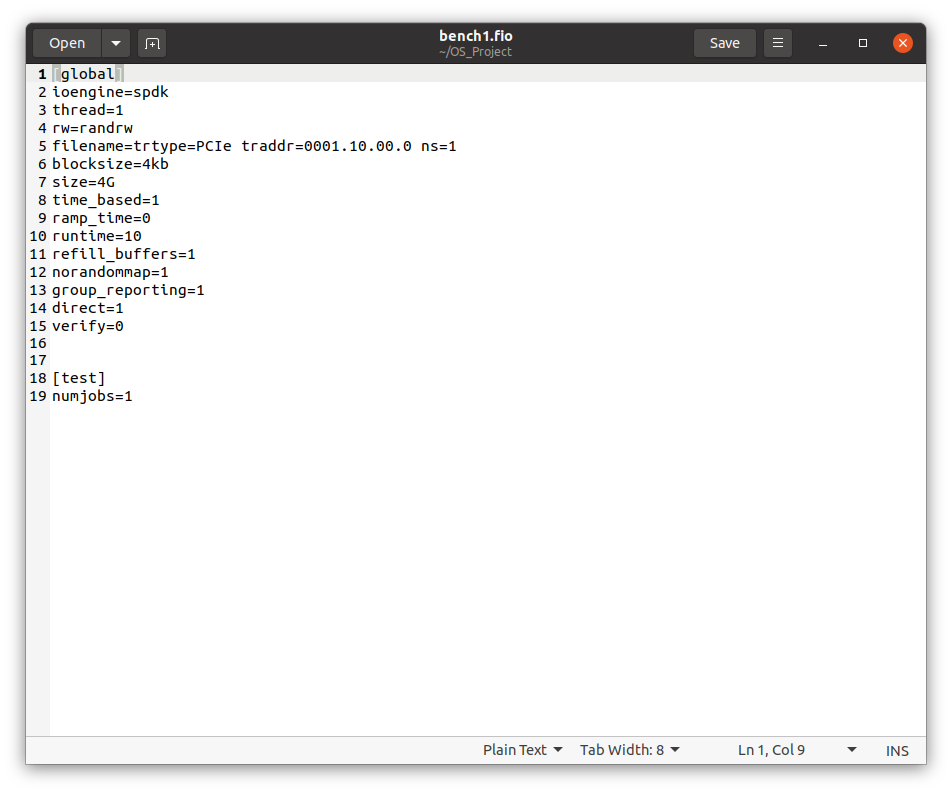 Open
bench1.fio
~/OS_Project
Save
1 [global]
2 ioengine=spdk
3 thread=1
4 rw=randrw
5 filename=trtype=PCIe traddr=0001.10.00.0 ns=1
6 blocksize=4kb
7 size=4G
8 time_based=1
9 ramp_time=0
10 runtime=10
11 refill_buffers=1
12 norandommap=1
13 group_reporting=1
14 direct=1
15 verify=0
16
17
18 [test]
19 numjobs=1
Plain Text Tab Width: 8 Ln 1, Col 9 INS